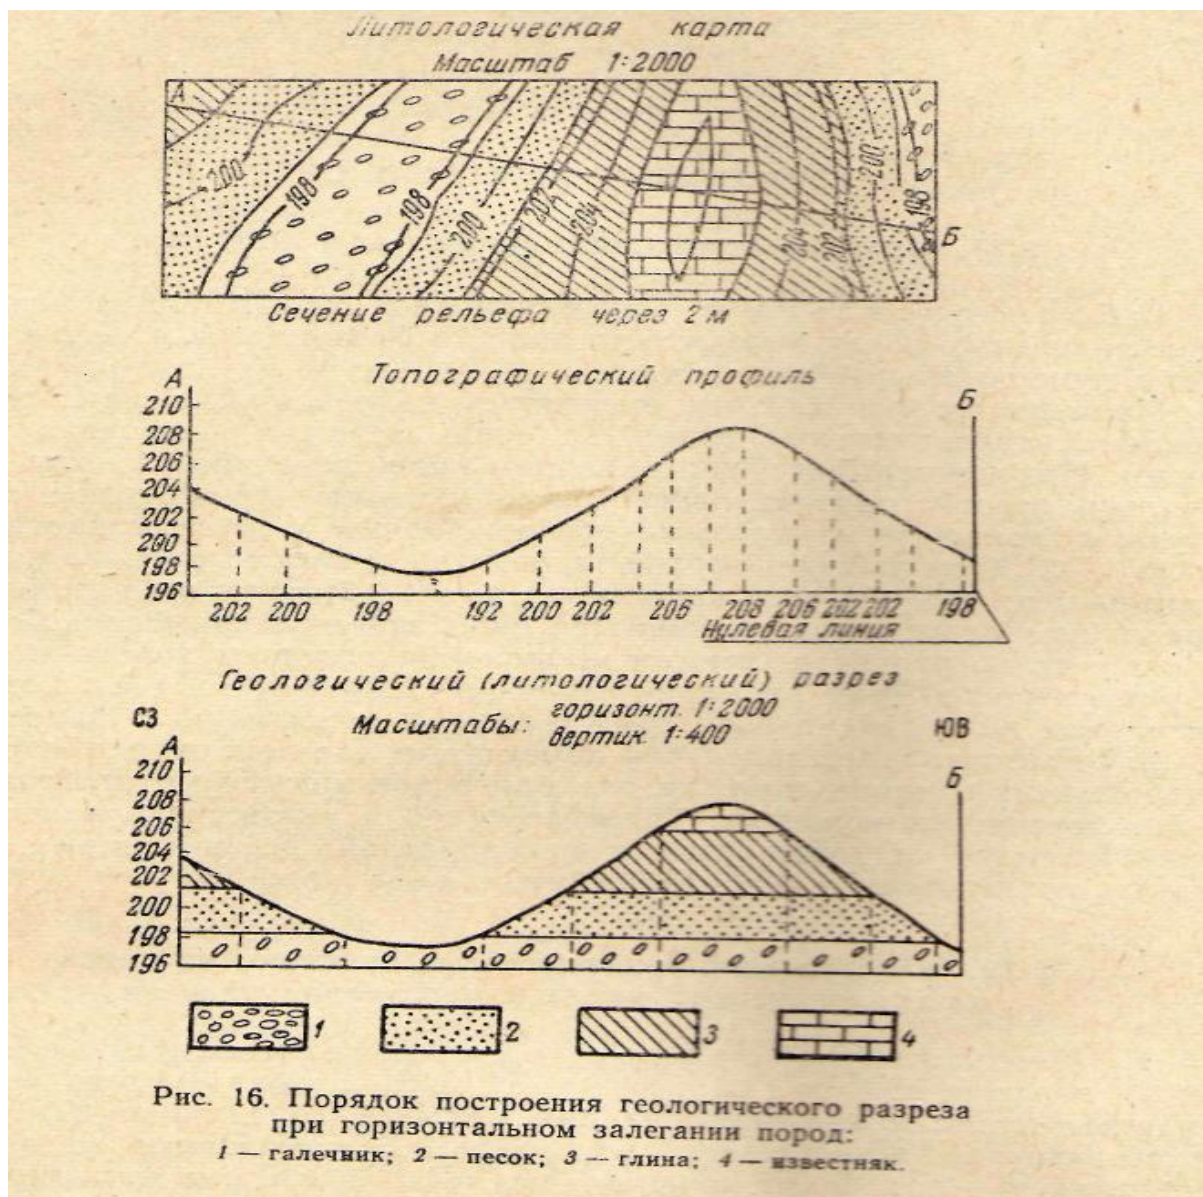 Литологическая карта
Масштаб 1:2000
А
200
198
198
200
202
204
204
202
200
198
Б
Сечение рельефа через 2 м
Топографический профиль
А
Б
210
208
206
204
202
200
198
196
202 200 198 192 200 202 206 208 206 202 202 198
Нулевая линия
Геологический (литологический) разрез
СЗ
Масштабы: горизонт. 1:2000
вертик. 1:400
ЮВ
А
Б
210
208
206
204
202
200
198
196
1 2 3 4
Рис. 16. Порядок построения геологического разреза
при горизонтальном залегании пород:
1 — галечник; 2 — песок; 3 — глина; 4 — известняк.